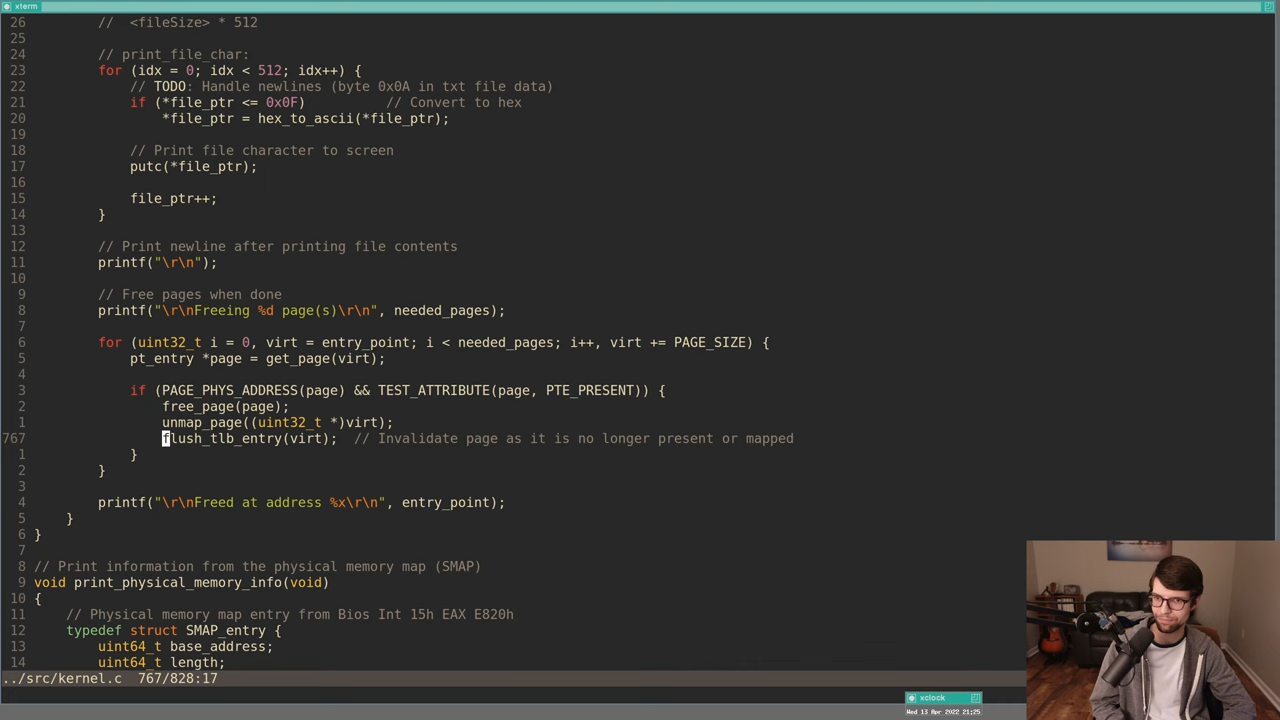 xterm
26         //  <fileSize> * 512
25
24         // print_file_char:
23         for (idx = 0; idx < 512; idx++) {
22             // TODO: Handle newlines (byte 0x0A in txt file data)
21             if (*file_ptr <= 0x0F)          // Convert to hex
20                 *file_ptr = hex_to_ascii(*file_ptr);
19
18             // Print file character to screen
17             putc(*file_ptr);
16
15             file_ptr++;
14         }
13
12         // Print newline after printing file contents
11         printf("\r\n");
10
9         // Free pages when done
8         printf("\r\nFreeing %d page(s)\r\n", needed_pages);
7
6         for (uint32_t i = 0, virt = entry_point; i < needed_pages; i++, virt += PAGE_SIZE) {
5             pt_entry *page = get_page(virt);
4
3             if (PAGE_PHYS_ADDRESS(page) && TEST_ATTRIBUTE(page, PTE_PRESENT)) {
2                 free_page(page);
1                 unmap_page((uint32_t *)virt);
767                 flush_tlb_entry(virt);  // Invalidate page as it is no longer present or mapped
1             }
2         }
3
4         printf("\r\nFreed at address %x\r\n", entry_point);
5     }
6 }
7
8 // Print information from the physical memory map (SMAP)
9 void print_physical_memory_info(void)
10 {
11     // Physical memory map entry from Bios Int 15h EAX E820h
12     typedef struct SMAP_entry {
13         uint64_t base_address;
14         uint64_t length;
../src/kernel.c  767/828:17
xclock
Wed 13 Apr 2022 21:25